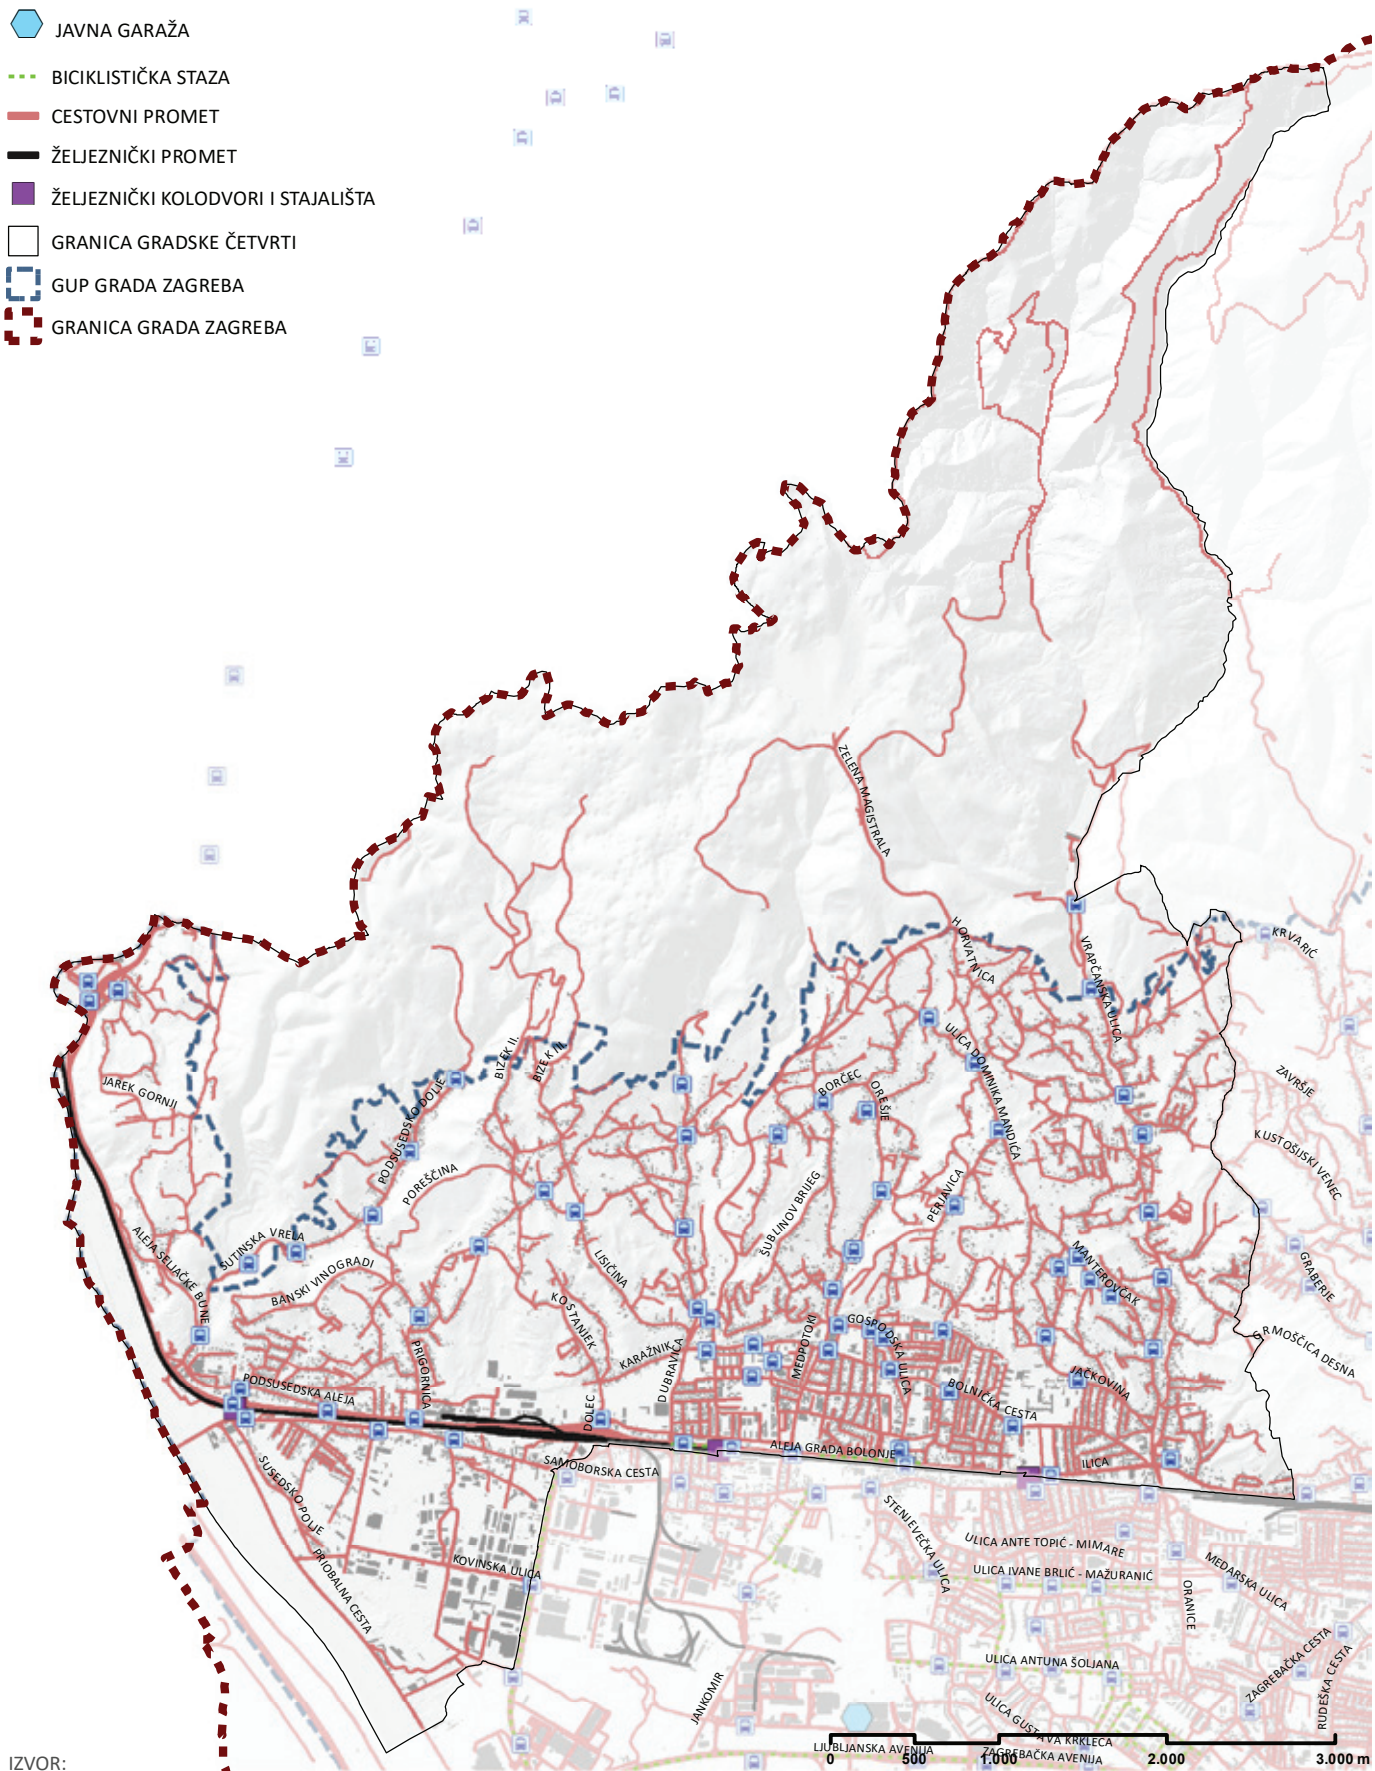 JAVNA GARAŽA
BICIKLISTIČKA STAZA
CESTOVNI PROMET
ŽELJEZNIČKI PROMET
ŽELJEZNIČKI KOLODVORI I STAJALIŠTA
GRANICA GRADSKE ČETVRTI
GUP GRADA ZAGREBA
GRANICA GRADA ZAGREBA
ZELENA MAGISTRALA
HORVATNICA
VRAPČANSKA ULICA
KRVARIĆ
BIZEK II.
BIZEK III.
ULICA DOMINIKA MANDIĆA
JAREK GORNJI
PODSUSEDSKO DOLJE
BORČEC
OREŠJE
ZAVRŠJE
POREŠČINA
PERJAVICA
KUSTOŠIJSKI VENEC
ŠUBLINOV BRIJEG
ALEJA SELJAČKE BUNE
SUTINSKA VRELA
BANSKI VINOGRADI
LISIČINA
MANTEROVČAK
GRABERJE
KOSTANJEK
KARAŽNIK
DUBRAVICA
MEDPOTOKI
GOSPODSKA ULICA
SRMOŠČICA DESNA
PRIGORNICA
PODSUSEDSKA ALEJA
JAČKOVINA
BOLNIČKA CESTA
DOLEC
ALEJA GRADA BOLONJE
ILICA
SAMOBORSKA CESTA
SUSEDSKO POLJE
STENJEVEČKA ULICA
ULICA ANTE TOPIĆ - MIMARE
PRIOBALNA CESTA
KOVINSKA ULICA
ULICA IVANE BRLIĆ - MAŽURANIĆ
MEDARSKA ULICA
ORANICE
ULICA ANTUNA ŠOLJANA
ZAGREBAČKA CESTA
RUDEŠKA CESTA
JANKOMIR
ULICA GUSTAVA KRKLECA
LJUBLJANSKA AVENIJA
ZAGREBAČKA AVENIJA
0 500 1.000 2.000 3.000 m
IZVOR: